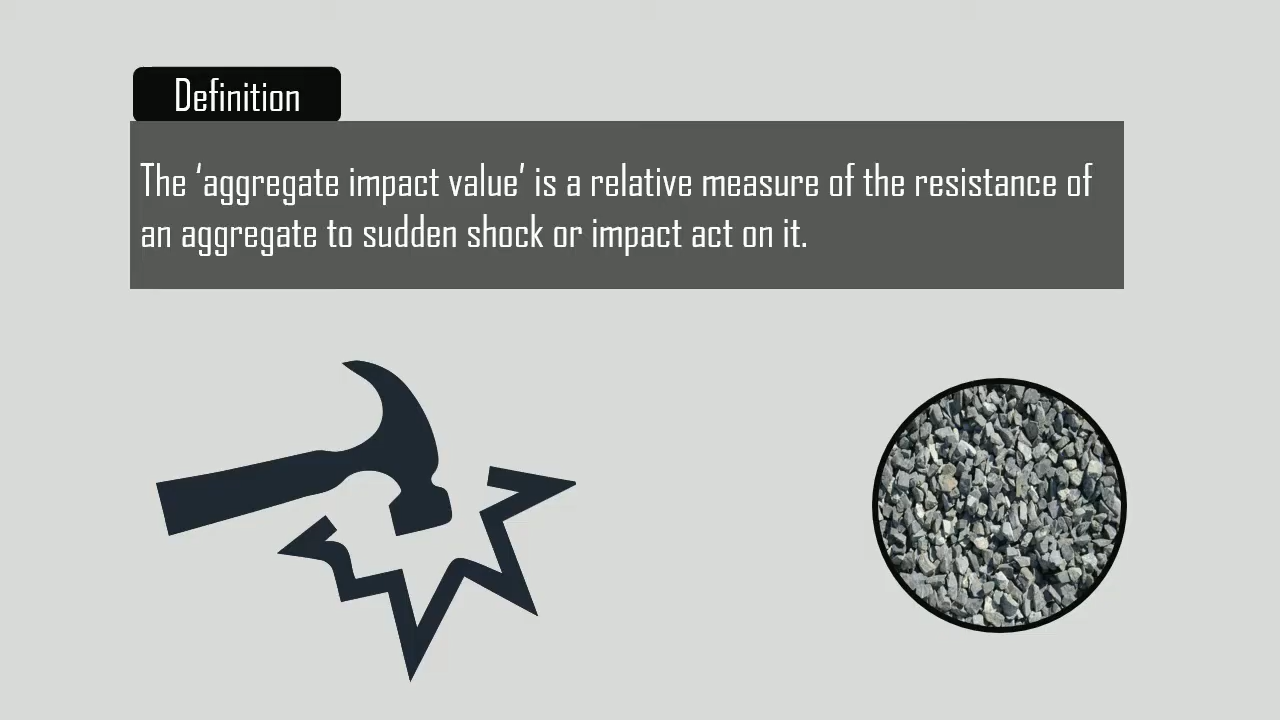 Definition
The ‘aggregate impact value’ is a relative measure of the resistance of
an aggregate to sudden shock or impact act on it.